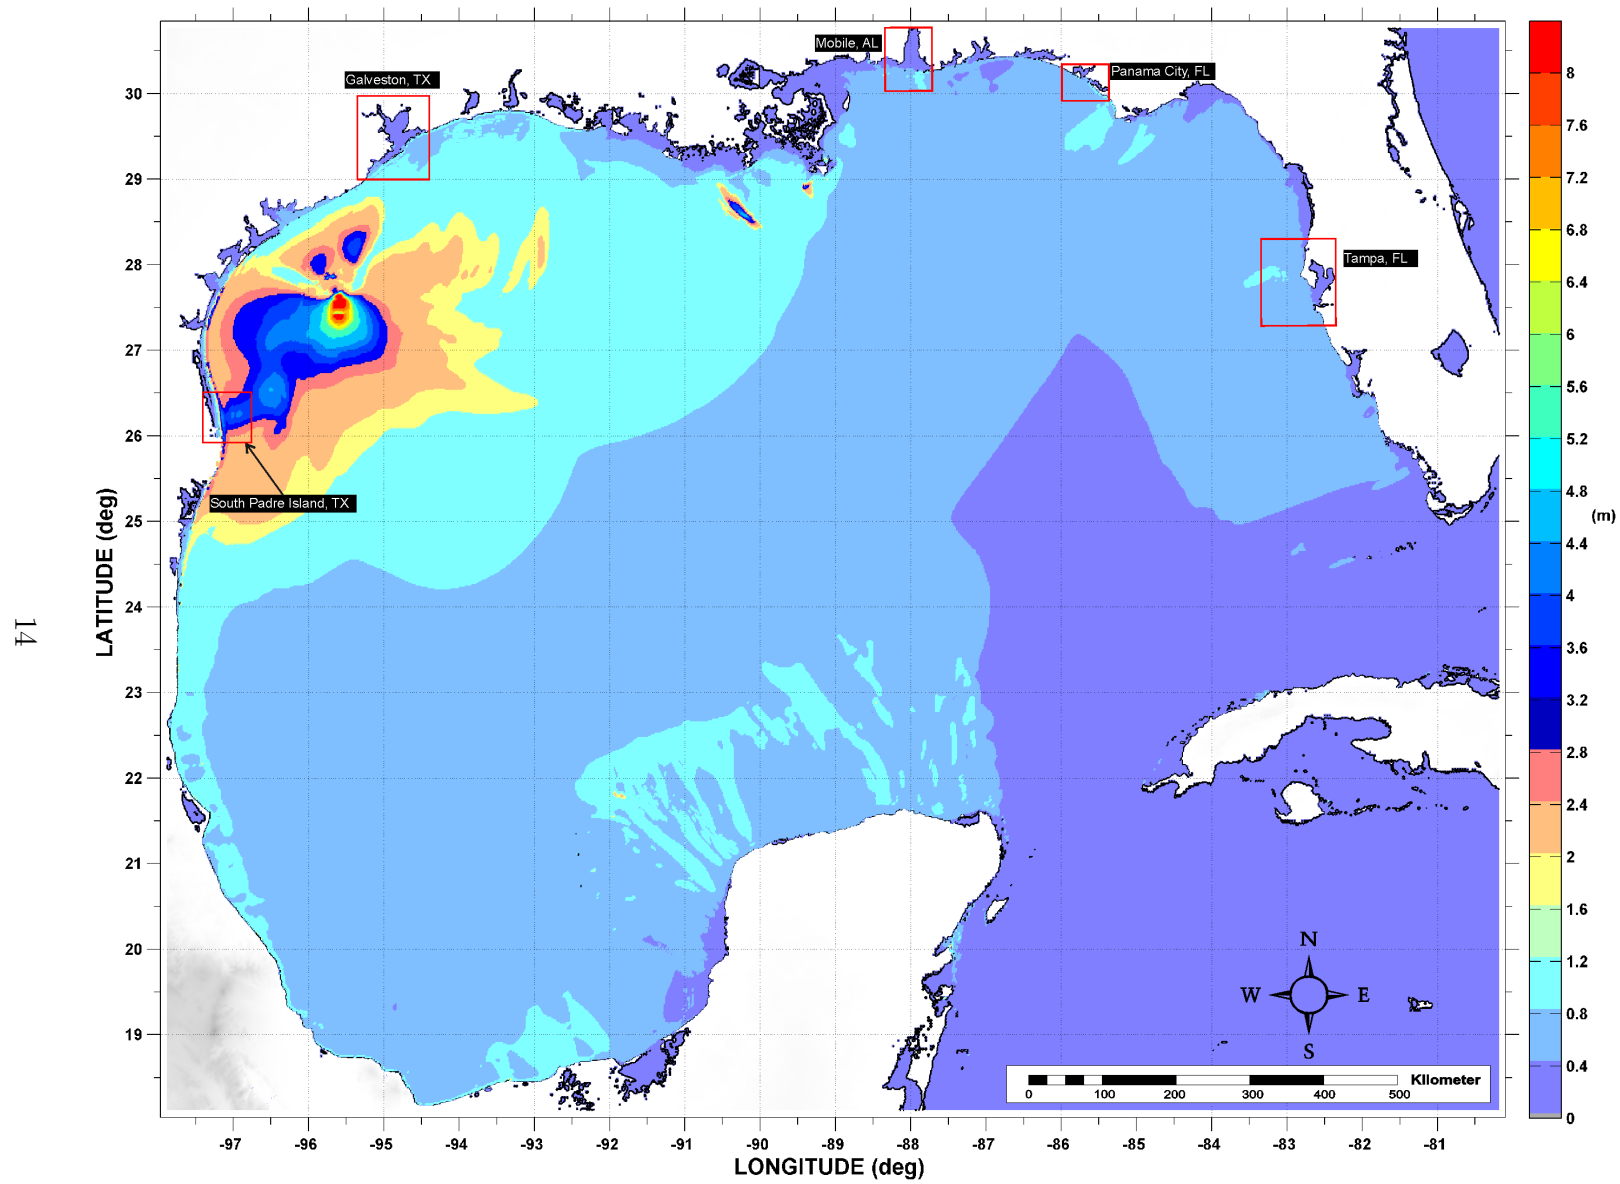 Mobile, AL
Panama City, FL
Galveston, TX
Tampa, FL
South Padre Island, TX
30
29
28
27
26
25
24
23
22
21
20
19
LATITUDE (deg)
-97 -96 -95 -94 -93 -92 -91 -90 -89 -88 -87 -86 -85 -84 -83 -82 -81
LONGITUDE (deg)
N
W E
S
Kilometer
0 100 200 300 400 500
8
7.6
7.2
6.8
6.4
6
5.6
5.2
4.8
(m)
4.4
4
3.6
3.2
2.8
2.4
2
1.6
1.2
0.8
0.4
0
14